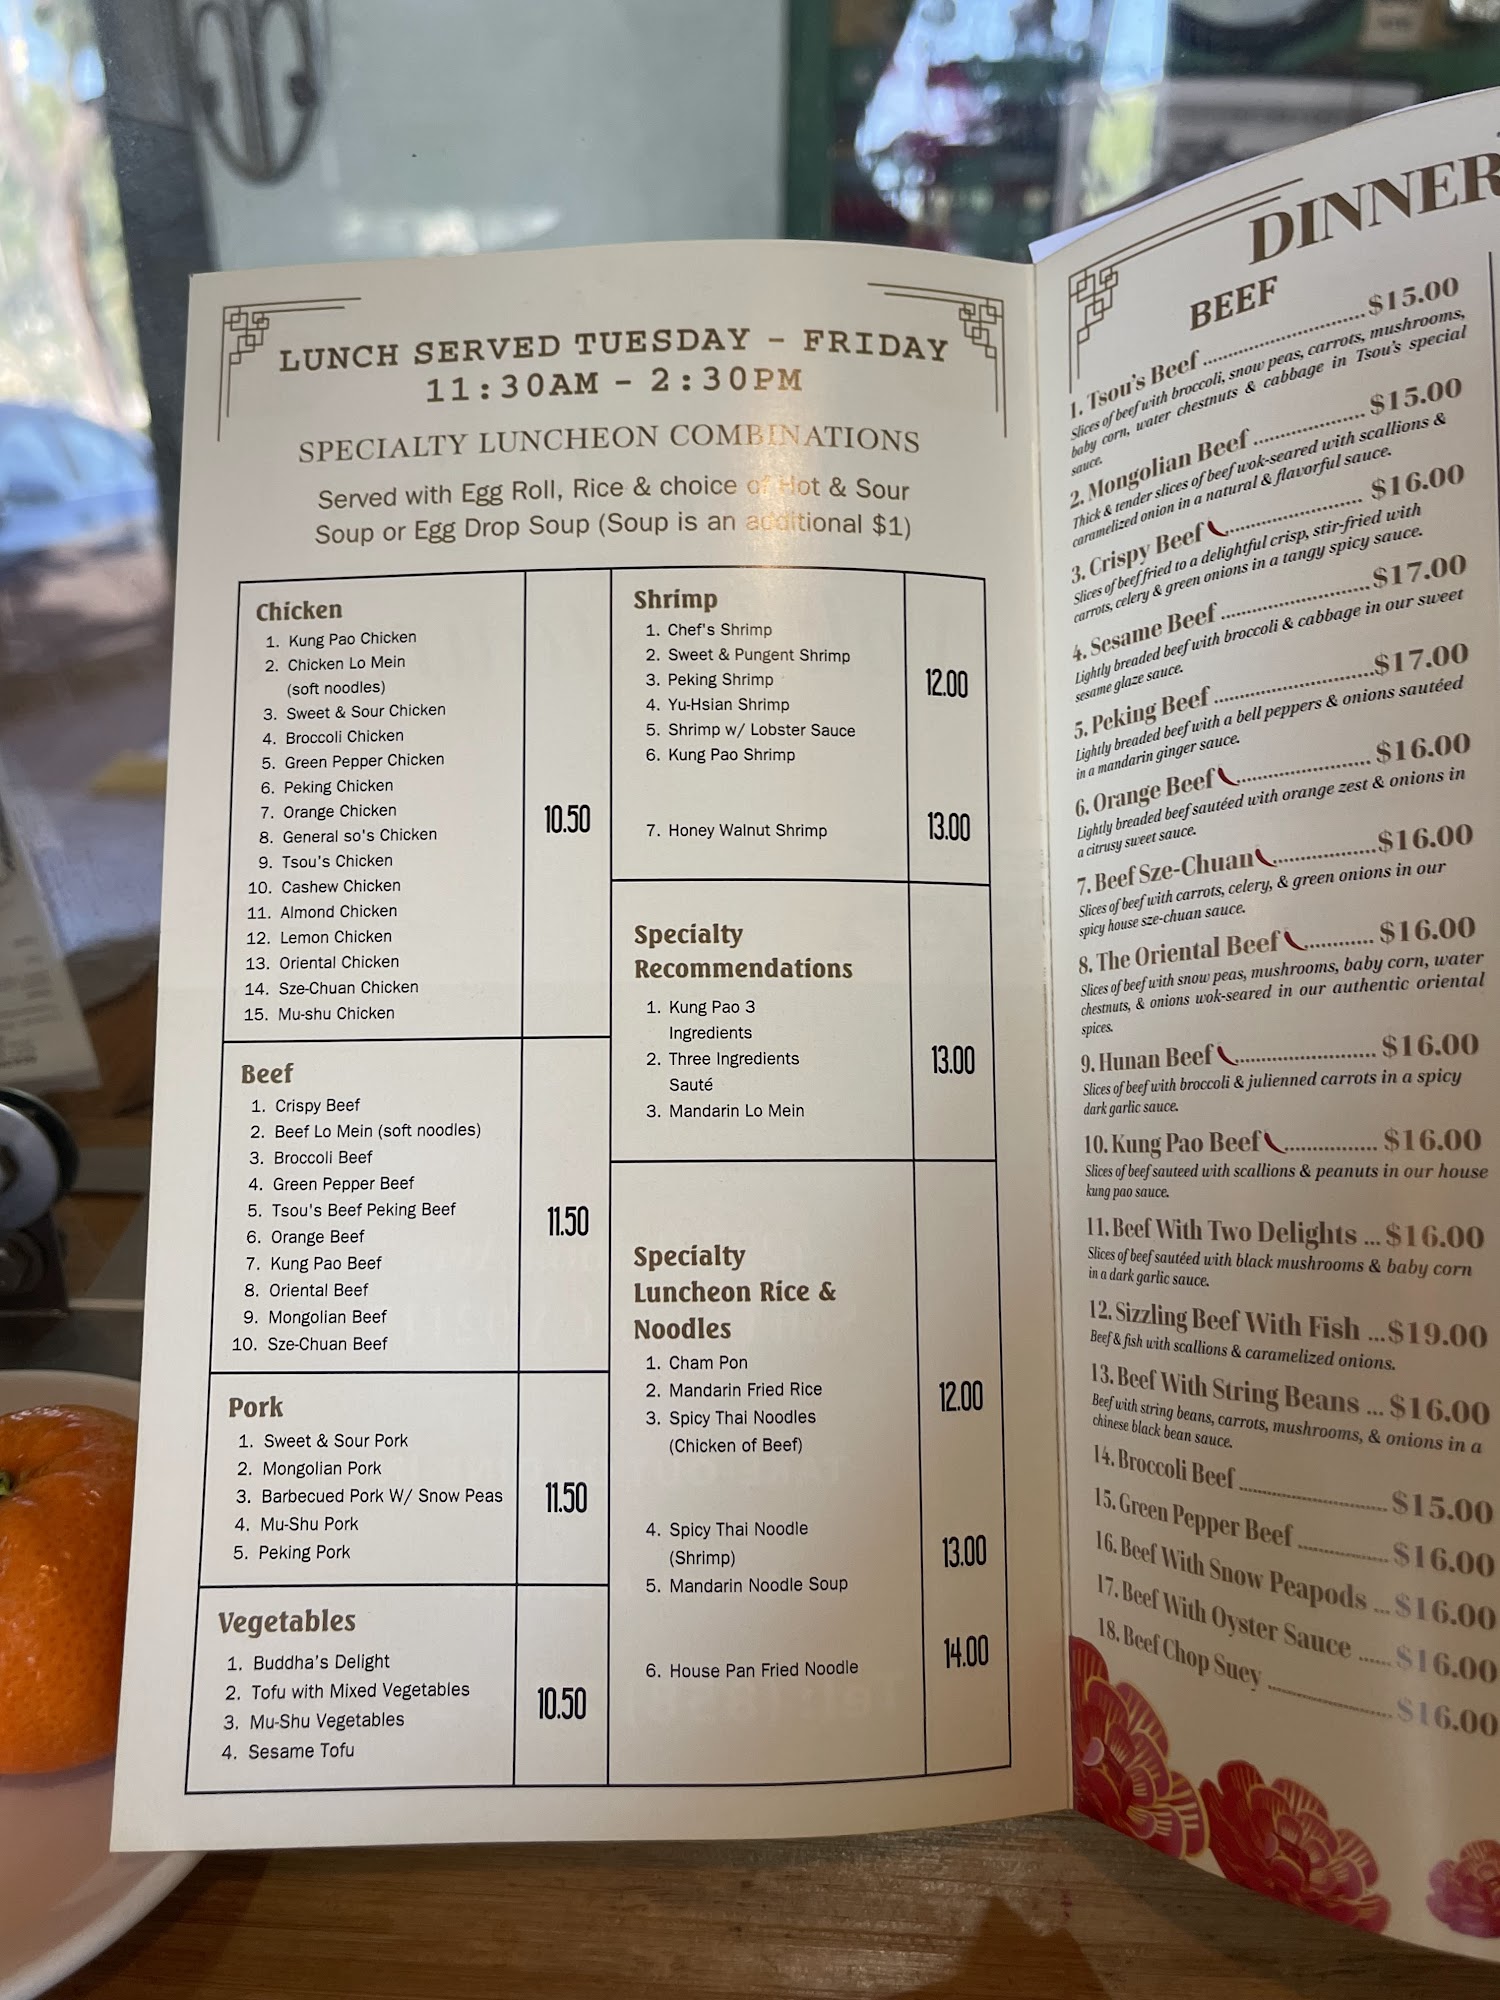 LUNCH SERVED TUESDAY - FRIDAY
11:30AM - 2:30PM
SPECIALTY LUNCHEON COMBINATIONS
Served with Egg Roll, Rice & choice of Hot & Sour
Soup or Egg Drop Soup (Soup is an additional $1)
Chicken
1. Kung Pao Chicken
2. Chicken Lo Mein
(soft noodles)
3. Sweet & Sour Chicken
4. Broccoli Chicken
5. Green Pepper Chicken
6. Peking Chicken
7. Orange Chicken
8. General so's Chicken
9. Tsou's Chicken
10. Cashew Chicken
11. Almond Chicken
12. Lemon Chicken
13. Oriental Chicken
14. Sze-Chuan Chicken
15. Mu-shu Chicken
10.50
Beef
1. Crispy Beef
2. Beef Lo Mein (soft noodles)
3. Broccoli Beef
4. Green Pepper Beef
5. Tsou's Beef Peking Beef
6. Orange Beef
7. Kung Pao Beef
8. Oriental Beef
9. Mongolian Beef
10. Sze-Chuan Beef
11.50
Pork
1. Sweet & Sour Pork
2. Mongolian Pork
3. Barbecued Pork W/ Snow Peas
4. Mu-Shu Pork
5. Peking Pork
11.50
Vegetables
1. Buddha's Delight
2. Tofu with Mixed Vegetables
3. Mu-Shu Vegetables
4. Sesame Tofu
10.50
Shrimp
1. Chef's Shrimp
2. Sweet & Pungent Shrimp
3. Peking Shrimp
4. Yu-Hsian Shrimp
5. Shrimp w/ Lobster Sauce
6. Kung Pao Shrimp
12.00
7. Honey Walnut Shrimp
13.00
Specialty
Recommendations
1. Kung Pao 3
Ingredients
2. Three Ingredients
Sauté
3. Mandarin Lo Mein
13.00
Specialty
Luncheon Rice &
Noodles
1. Cham Pon
2. Mandarin Fried Rice
3. Spicy Thai Noodles
(Chicken of Beef)
12.00
4. Spicy Thai Noodle
(Shrimp)
5. Mandarin Noodle Soup
13.00
6. House Pan Fried Noodle
14.00
DINNER
BEEF
1. Tsou's Beef ........................ $15.00
Slices of beef with broccoli, snow peas, carrots, mushrooms,
baby corn, water chestnuts & cabbage in Tsou's special
sauce.
2. Mongolian Beef ................ $15.00
Thick & tender slices of beef wok-seared with scallions &
caramelized onion in a natural & flavorful sauce.
3. Crispy Beef .................... $16.00
Slices of beef fried to a delightful crisp, stir-fried with
carrots, celery & green onions in a tangy spicy sauce.
4. Sesame Beef ..................... $17.00
Lightly breaded beef with broccoli & cabbage in our sweet
sesame glaze sauce.
5. Peking Beef ....................... $17.00
Lightly breaded beef with a bell peppers & onions sautéed
in a mandarin ginger sauce.
6. Orange Beef .................... $16.00
Lightly breaded beef sautéed with orange zest & onions in
a citrusy sweet sauce.
7. Beef Sze-Chuan ............... $16.00
Slices of beef with carrots, celery, & green onions in our
spicy house sze-chuan sauce.
8. The Oriental Beef ........... $16.00
Slices of beef with snow peas, mushrooms, baby corn, water
chestnuts, & onions wok-seared in our authentic oriental
spices.
9. Hunan Beef ..................... $16.00
Slices of beef with broccoli & julienned carrots in a spicy
dark garlic sauce.
10. Kung Pao Beef .............. $16.00
Slices of beef sauteed with scallions & peanuts in our house
kung pao sauce.
11. Beef With Two Delights ... $16.00
Slices of beef sautéed with black mushrooms & baby corn
in a dark garlic sauce.
12. Sizzling Beef With Fish ... $19.00
Beef & fish with scallions & caramelized onions.
13. Beef With String Beans ... $16.00
Beef with string beans, carrots, mushrooms, & onions in a
chinese black bean sauce.
14. Broccoli Beef ...................... $15.00
15. Green Pepper Beef ............. $16.00
16. Beef With Snow Peapods ... $16.00
17. Beef With Oyster Sauce ...... $16.00
18. Beef Chop Suey .................. $16.00